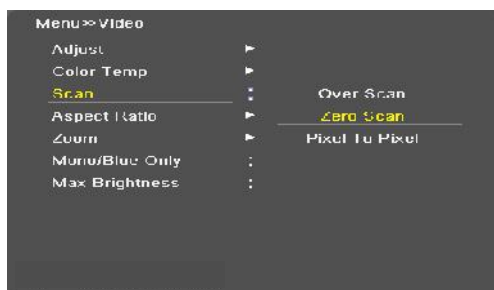 Menu>>Video
Adjust
Color Temp
Scan : Over Scan
Aspect Ratio Zero Scan
Zoom Pixel To Pixel
Mono/Blue Only :
Max Brightness :